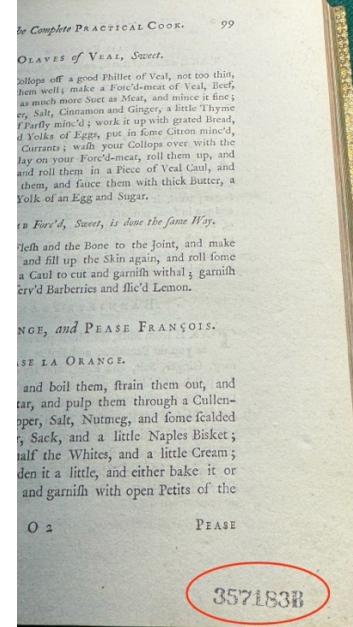 he Complete PRACTICAL COOK. 99
OLAVES of VEAL, Sweet.
Collops off a good Phillet of Veal, not too thin,
hem well; make a Forc'd-meat of Veal, Beef,
as much more Suet as Meat, and mince it fine;
er, Salt, Cinnamon and Ginger, a little Thyme
f Parſly minc'd; work it up with grated Bread,
d Yolks of Eggs, put in ſome Citron minc'd,
Currants; waſh your Collops over with the
lay on your Forc'd-meat, roll them up, and
and roll them in a Piece of Veal Caul, and
them, and ſauce them with thick Butter, a
Yolk of an Egg and Sugar.
Forc'd, Sweet, is done the ſame Way.
Fleſh and the Bone to the Joint, and make
and fill up the Skin again, and roll ſome
a Caul to cut and garniſh withal; garniſh
ſerv'd Barberries and ſlic'd Lemon.
NGE, and PEASE FRANÇOIS.
ASE LA ORANGE.
and boil them, ſtrain them out, and
tar, and pulp them through a Cullen-
pper, Salt, Nutmeg, and ſome ſcalded
r, Sack, and a little Naples Bisket;
half the Whites, and a little Cream;
den it a little, and either bake it or
and garniſh with open Petits of the
O 2 PEASE
357183B